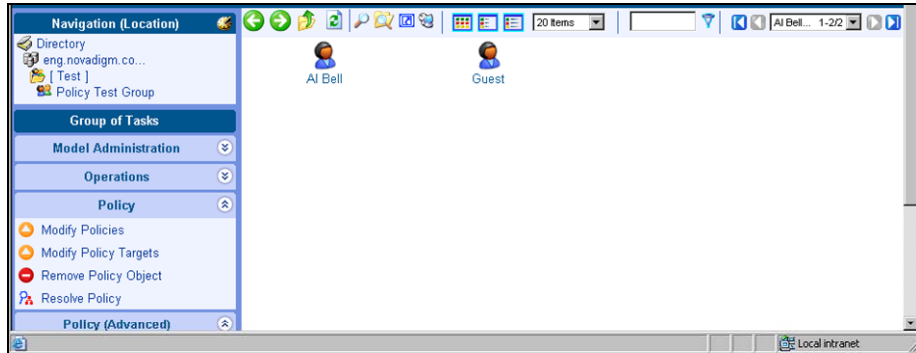 Navigation (Location)
Directory
eng.novadigm.co...
[ Test ]
Policy Test Group
Group of Tasks
Model Administration
Operations
Policy
Modify Policies
Modify Policy Targets
Remove Policy Object
Resolve Policy
Policy (Advanced)
20 Items
Al Bell... 1-2/2
Al Bell
Guest
Local intranet